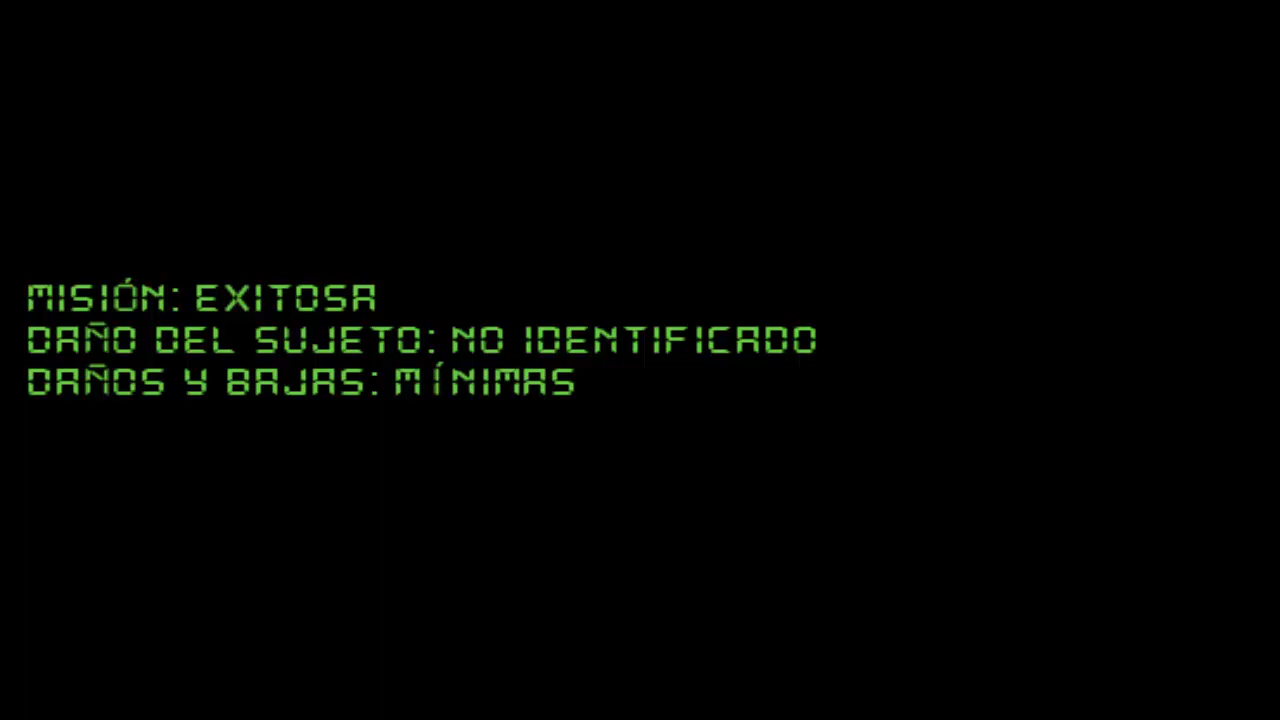 MISIÓN: EXITOSA
DAÑO DEL SUJETO: NO IDENTIFICADO
DAÑOS Y BAJAS: MÍNIMAS